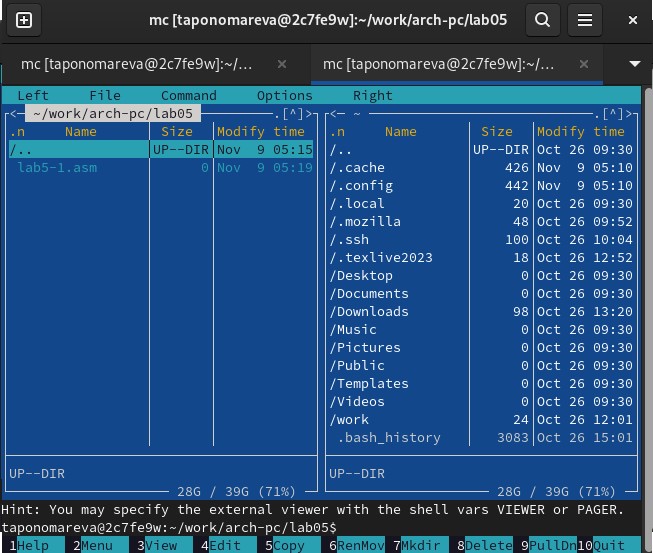 mc [taponomareva@2c7fe9w]:~/work/arch-pc/lab05
mc [taponomareva@2c7fe9w]:~/... mc [taponomareva@2c7fe9w]:~/...
Left File Command Options Right
<─ ~/work/arch-pc/lab05 .[^]>
.n Name Size Modify time
/.. UP--DIR Nov 9 05:15
lab5-1.asm 0 Nov 9 05:19
UP--DIR
28G / 39G (71%)
<─ ~ .[^]>
.n Name Size Modify time
/.. UP--DIR Oct 26 09:30
/.cache 426 Nov 9 05:10
/.config 442 Nov 9 05:10
/.local 20 Oct 26 09:30
/.mozilla 48 Oct 26 09:52
/.ssh 100 Oct 26 10:04
/.texlive2023 18 Oct 26 12:52
/Desktop 0 Oct 26 09:30
/Documents 0 Oct 26 09:30
/Downloads 98 Oct 26 13:20
/Music 0 Oct 26 09:30
/Pictures 0 Oct 26 09:30
/Public 0 Oct 26 09:30
/Templates 0 Oct 26 09:30
/Videos 0 Oct 26 09:30
/work 24 Oct 26 12:01
.bash_history 3083 Oct 26 15:01
UP--DIR
28G / 39G (71%)
Hint: You may specify the external viewer with the shell vars VIEWER or PAGER.
taponomareva@2c7fe9w:~/work/arch-pc/lab05$
1Help 2Menu 3View 4Edit 5Copy 6RenMov 7Mkdir 8Delete 9PullDn 10Quit